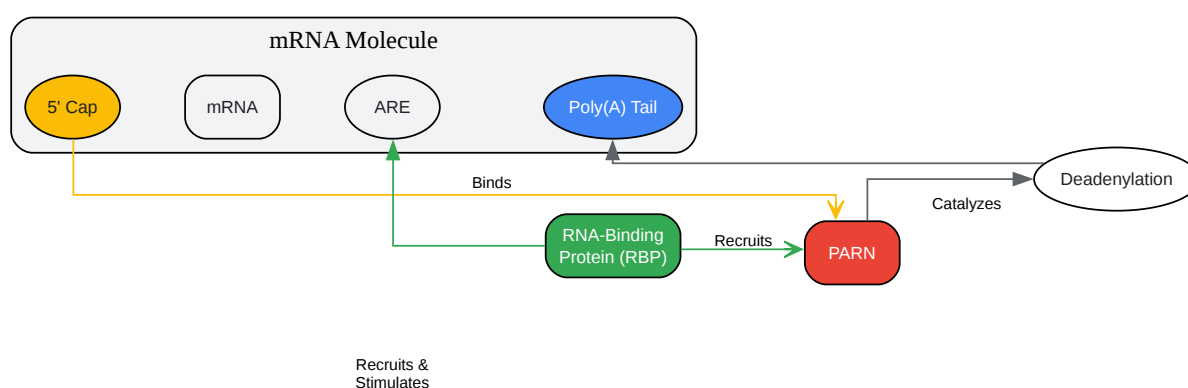 mRNA Molecule
5' Cap
mRNA
ARE
Poly(A) Tail
Deadenylation
Binds
Catalyzes
RNA-Binding
Protein (RBP)
Recruits
PARN
Recruits &
Stimulates